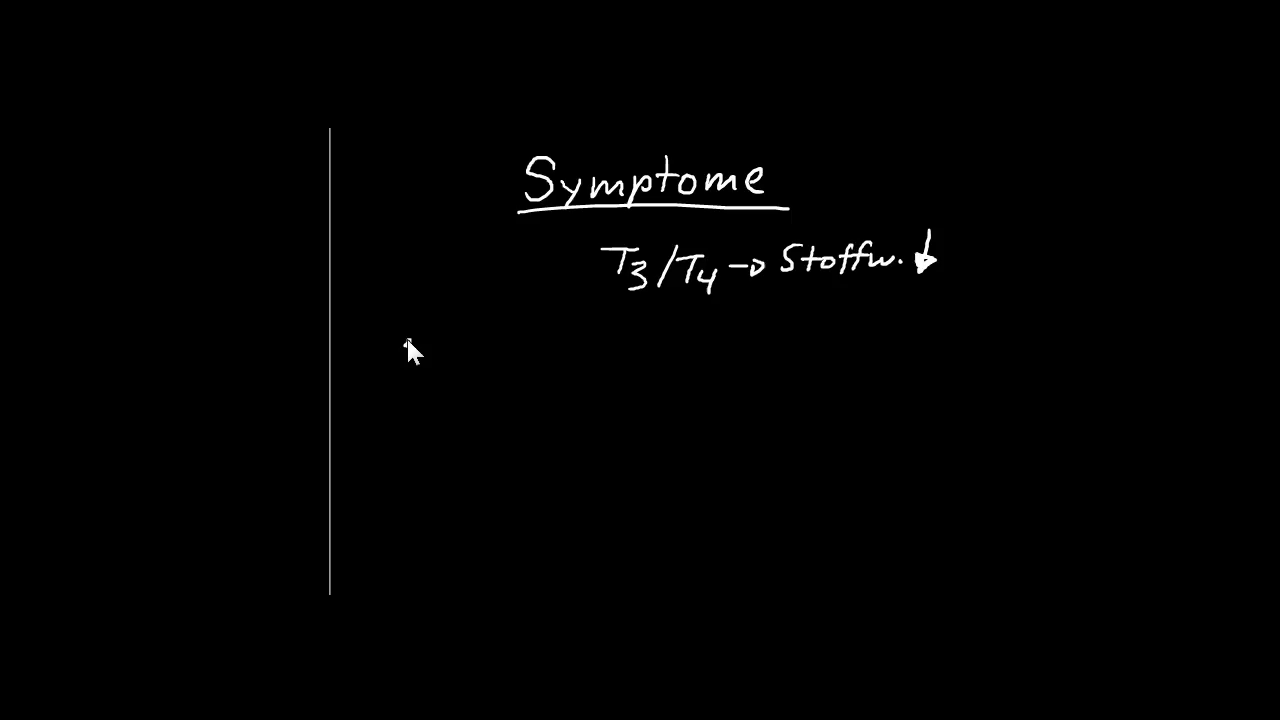 Symptome
T3/T4 → Stoffw. ↓